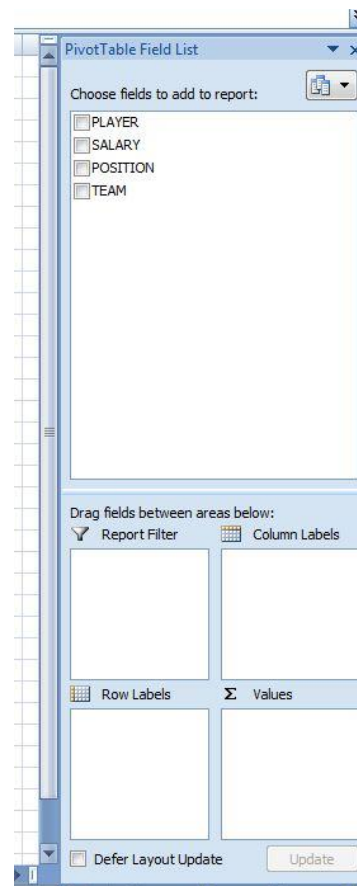 PivotTable Field List
Choose fields to add to report:
PLAYER
SALARY
POSITION
TEAM
Drag fields between areas below:
Report Filter
Column Labels
Row Labels
Σ Values
Defer Layout Update
Update